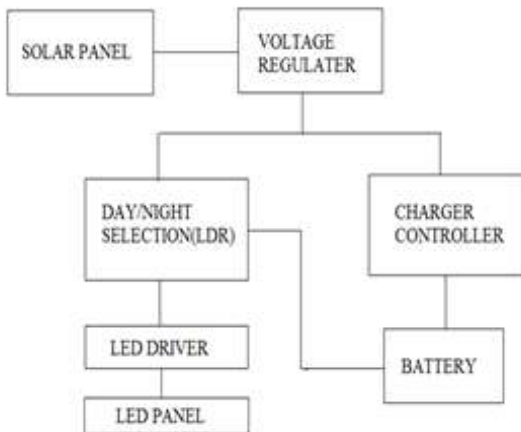 SOLAR PANEL
VOLTAGE
REGULATER
DAY/NIGHT
SELECTION(LDR)
CHARGER
CONTROLLER
LED DRIVER
BATTERY
LED PANEL